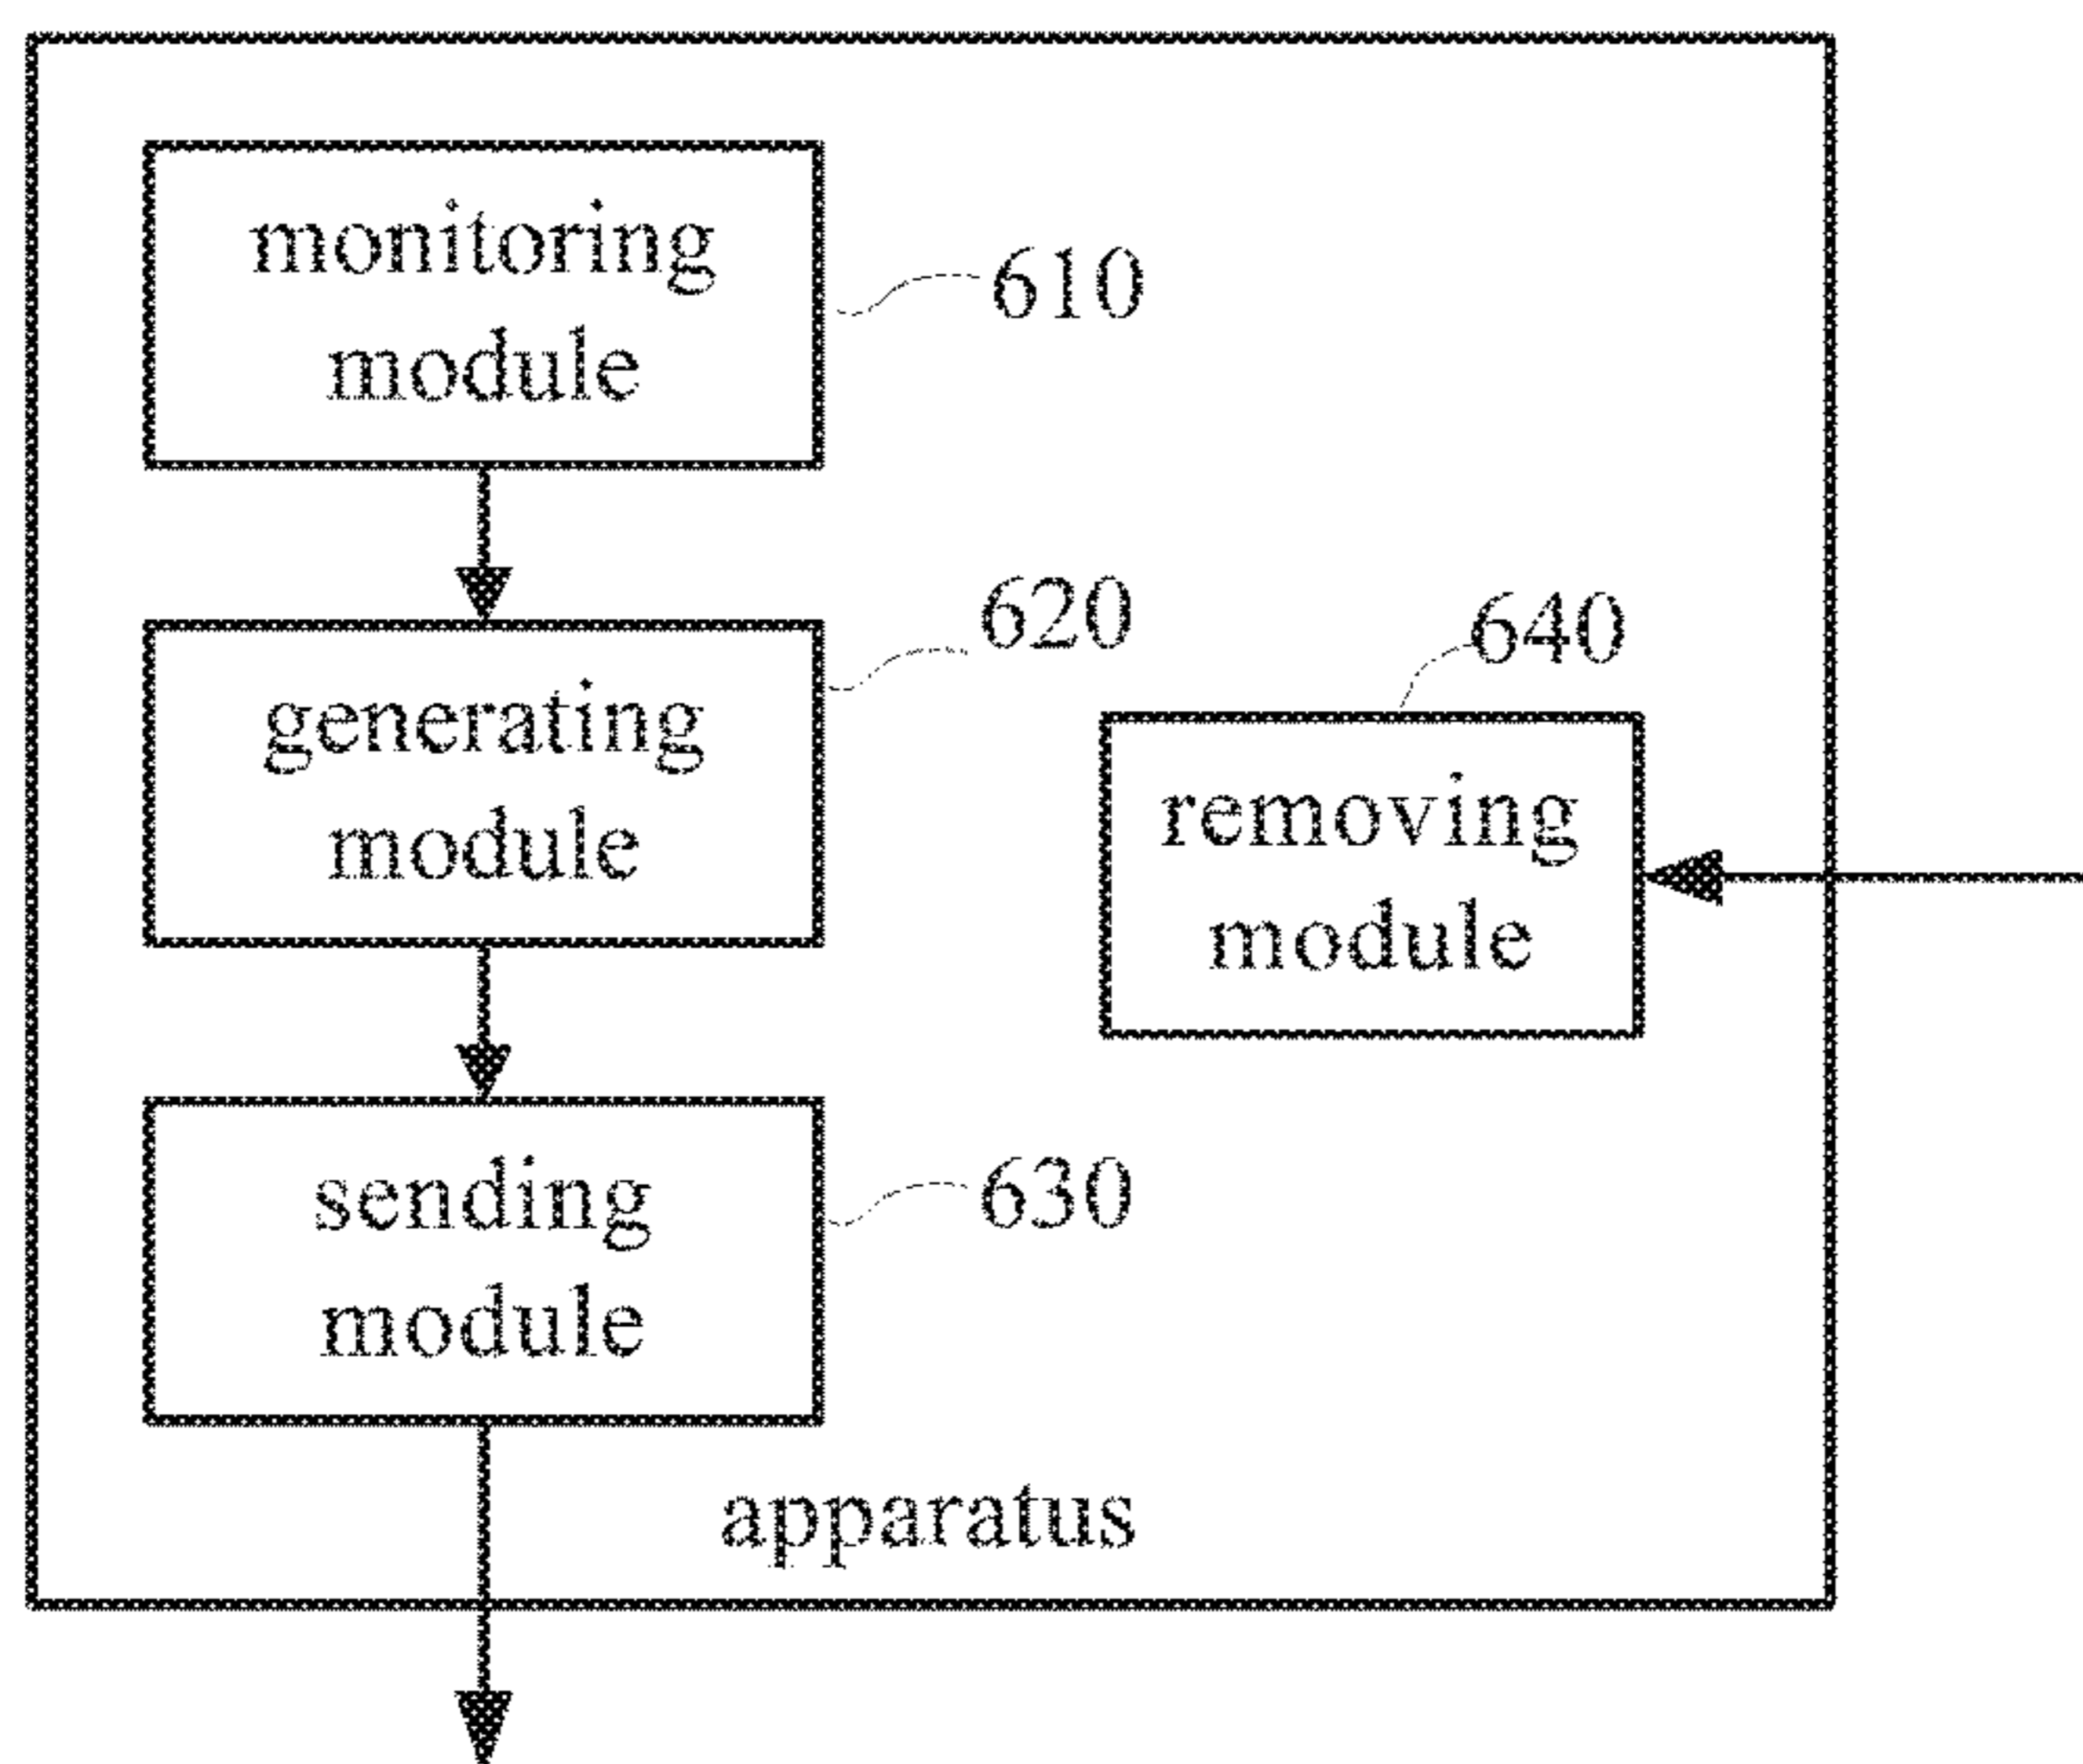 monitoring
module
610
generating
module
620
640
removing
module
sending
module
630
apparatus